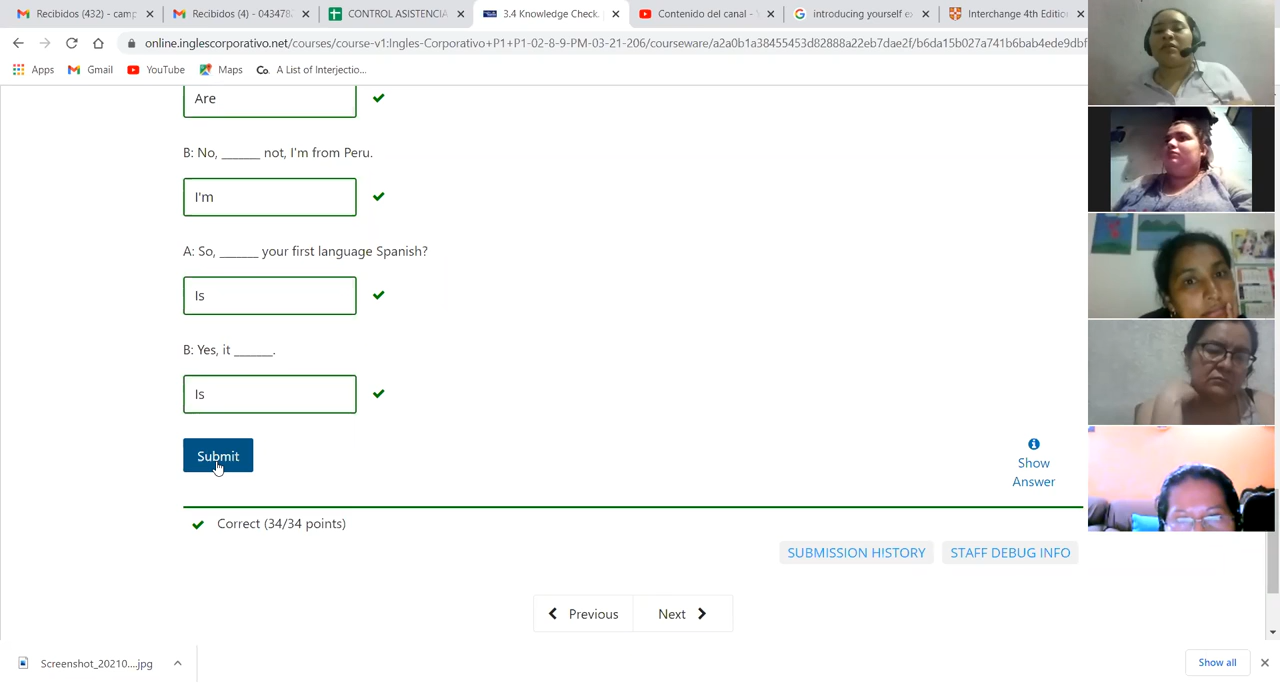 Recibidos (432) - camp
Recibidos (4) - 043478
CONTROL ASISTENCIA
3.4 Knowledge Check.
Contenido del canal -
introducing yourself e
Interchange 4th Edition
online.inglescorporativo.net/courses/course-v1:Ingles-Corporativo+P1+P1-02-8-9-PM-03-21-206/courseware/a2a0b1a38455453d82888a22eb7dae2f/b6da15b027a741b6bab4ede9dbf
Apps
Gmail
YouTube
Maps
Co. A List of Interjectio...
Are
B: No, ______ not, I'm from Peru.
I'm
A: So, ______ your first language Spanish?
Is
B: Yes, it ______.
Is
Submit
Show
Answer
Correct (34/34 points)
SUBMISSION HISTORY
STAFF DEBUG INFO
Previous
Next
Screenshot_20210....jpg
Show all